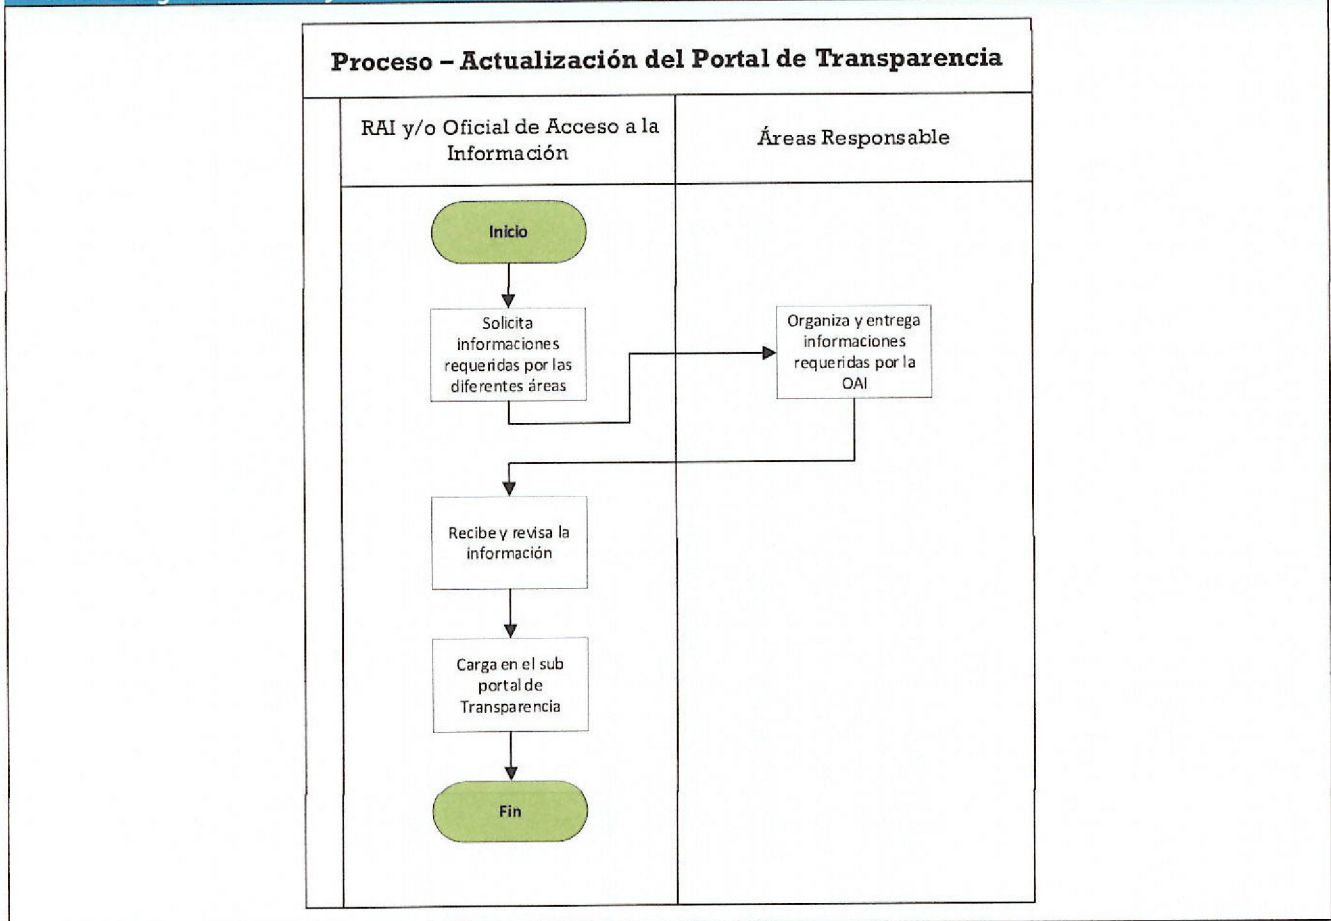 Proceso – Actualización del Portal de Transparencia
RAI y/o Oficial de Acceso a la
Información
Áreas Responsable
Inicio
Solicita
informaciones
requeridas por las
diferentes áreas
Organiza y entrega
informaciones
requeridas por la
OAI
Recibe y revisa la
información
Carga en el sub
portal de
Transparencia
Fin